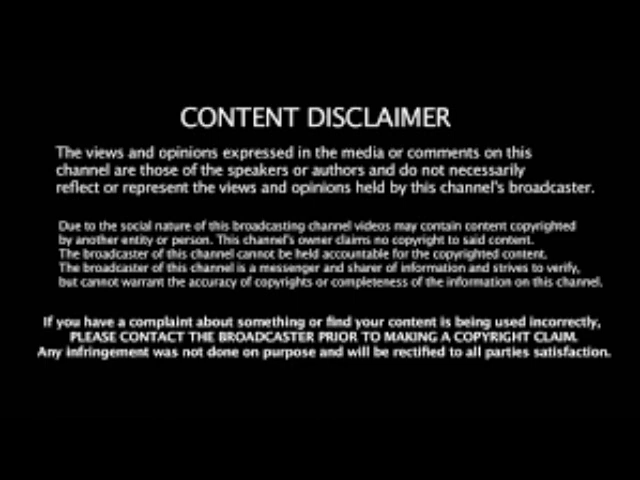 CONTENT DISCLAIMER
The views and opinions expressed in the media or comments on this
channel are those of the speakers or authors and do not necessarily
reflect or represent the views and opinions held by this channel's broadcaster.
Due to the social nature of this broadcasting channel videos may contain content copyrighted
by another entity or person. This channel's owner claims no copyright to said content.
The broadcaster of this channel cannot be held accountable for the copyrighted content.
The broadcaster of this channel is a messenger and sharer of information and strives to verify,
but cannot warrant the accuracy of copyrights or completeness of the information on this channel.
If you have a complaint about something or find your content is being used incorrectly,
PLEASE CONTACT THE BROADCASTER PRIOR TO MAKING A COPYRIGHT CLAIM.
Any infringement was not done on purpose and will be rectified to all parties satisfaction.